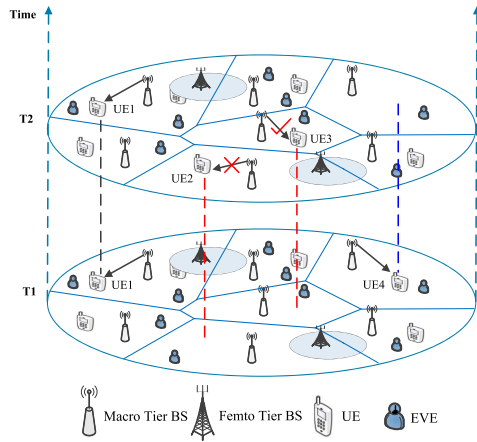 Time
T2
UE1
UE3
UE2
T1
UE1
UE4
Macro Tier BS Femto Tier BS UE EVE